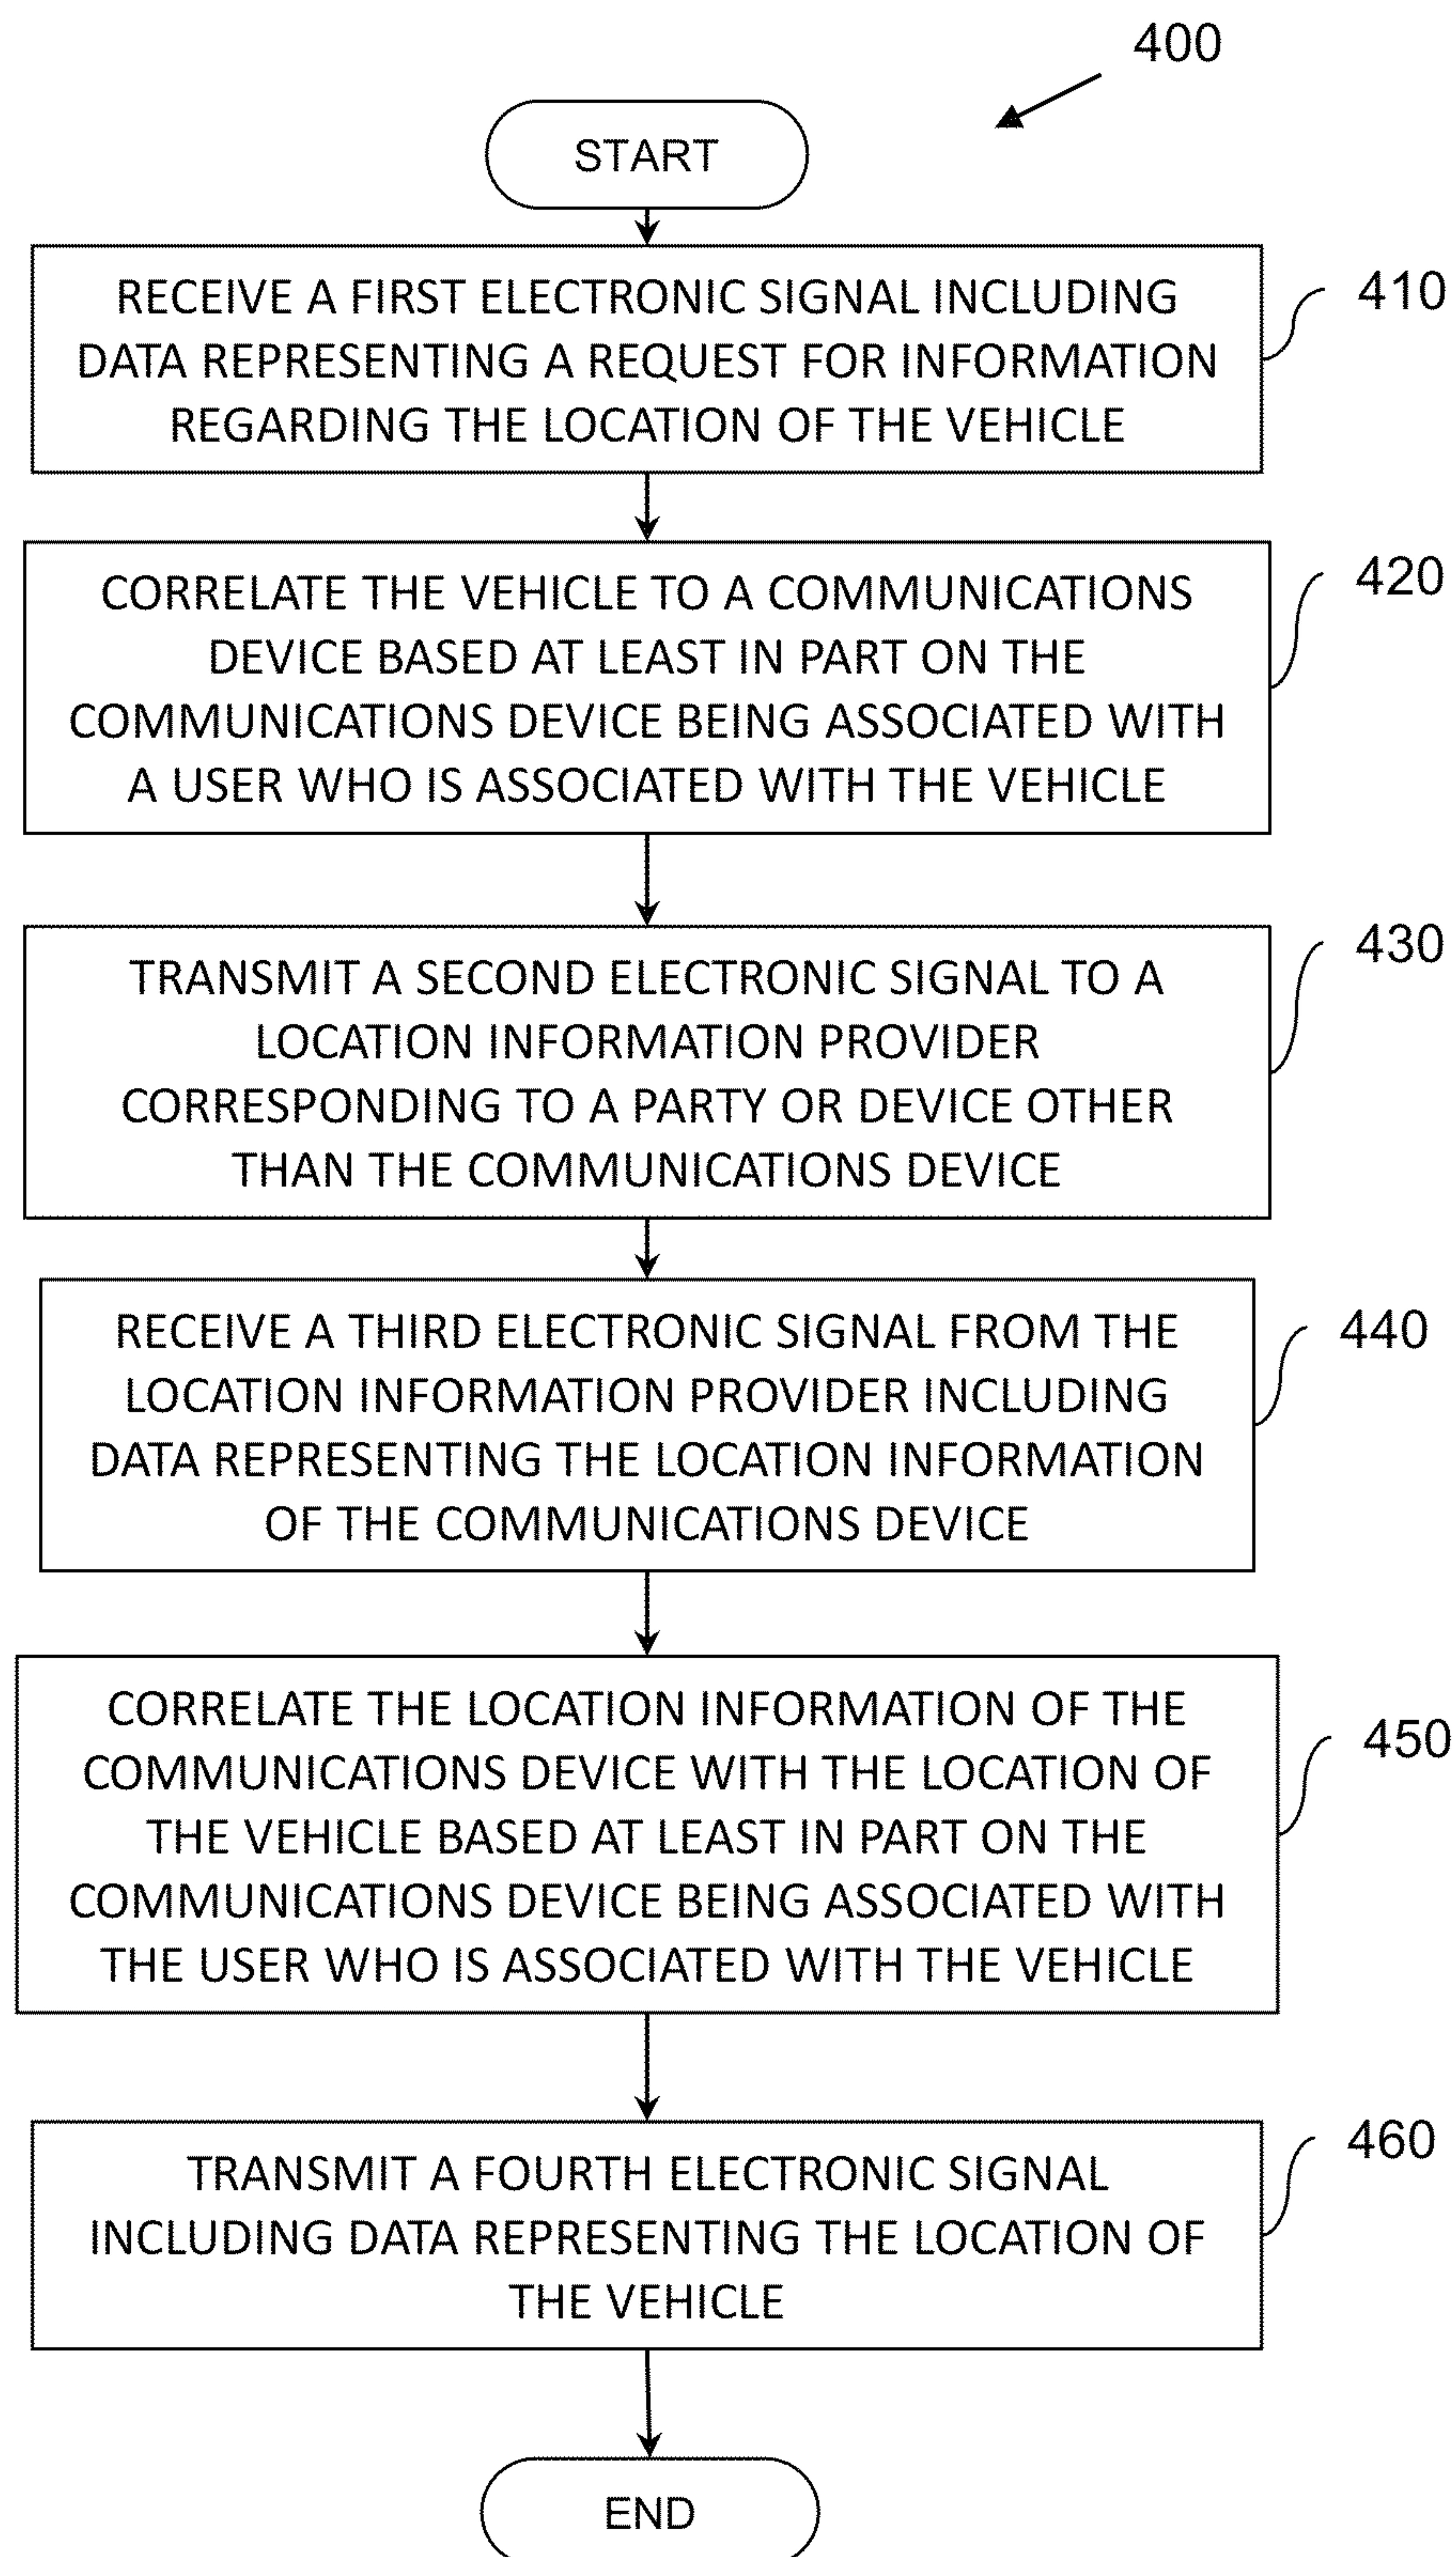 400
START
RECEIVE A FIRST ELECTRONIC SIGNAL INCLUDING
DATA REPRESENTING A REQUEST FOR INFORMATION
REGARDING THE LOCATION OF THE VEHICLE
410
CORRELATE THE VEHICLE TO A COMMUNICATIONS
DEVICE BASED AT LEAST IN PART ON THE
COMMUNICATIONS DEVICE BEING ASSOCIATED WITH
A USER WHO IS ASSOCIATED WITH THE VEHICLE
420
TRANSMIT A SECOND ELECTRONIC SIGNAL TO A
LOCATION INFORMATION PROVIDER
CORRESPONDING TO A PARTY OR DEVICE OTHER
THAN THE COMMUNICATIONS DEVICE
430
RECEIVE A THIRD ELECTRONIC SIGNAL FROM THE
LOCATION INFORMATION PROVIDER INCLUDING
DATA REPRESENTING THE LOCATION INFORMATION
OF THE COMMUNICATIONS DEVICE
440
CORRELATE THE LOCATION INFORMATION OF THE
COMMUNICATIONS DEVICE WITH THE LOCATION OF
THE VEHICLE BASED AT LEAST IN PART ON THE
COMMUNICATIONS DEVICE BEING ASSOCIATED WITH
THE USER WHO IS ASSOCIATED WITH THE VEHICLE
450
TRANSMIT A FOURTH ELECTRONIC SIGNAL
INCLUDING DATA REPRESENTING THE LOCATION OF
THE VEHICLE
460
END